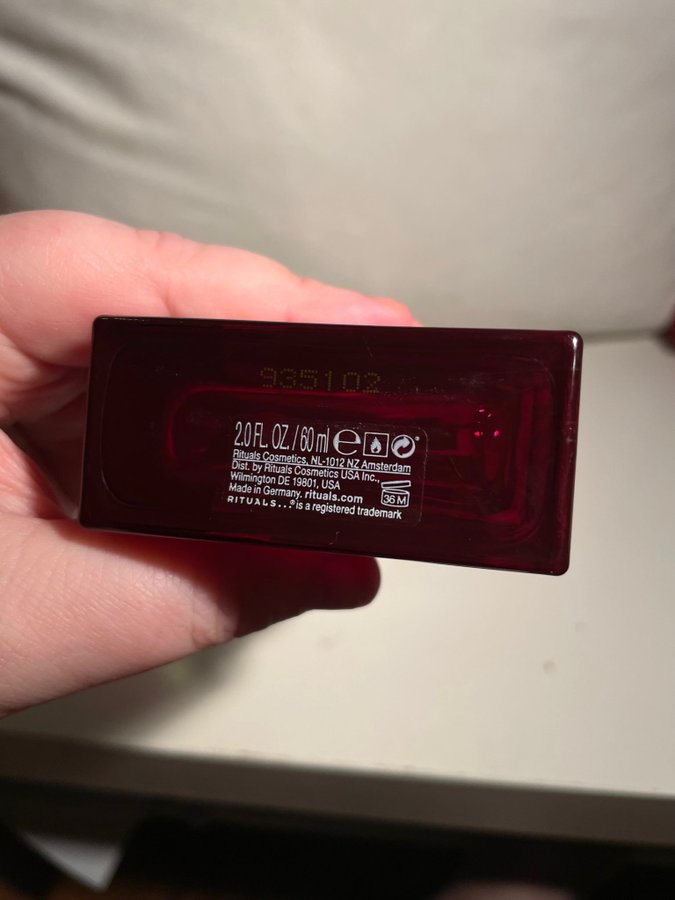 935102
2.0 FL. OZ. / 60 ml ℮
Rituals Cosmetics, NL-1012 NZ Amsterdam
Dist. by Rituals Cosmetics USA Inc.,
Wilmington DE 19801, USA
Made in Germany. rituals.com
36 M
RITUALS...® is a registered trademark